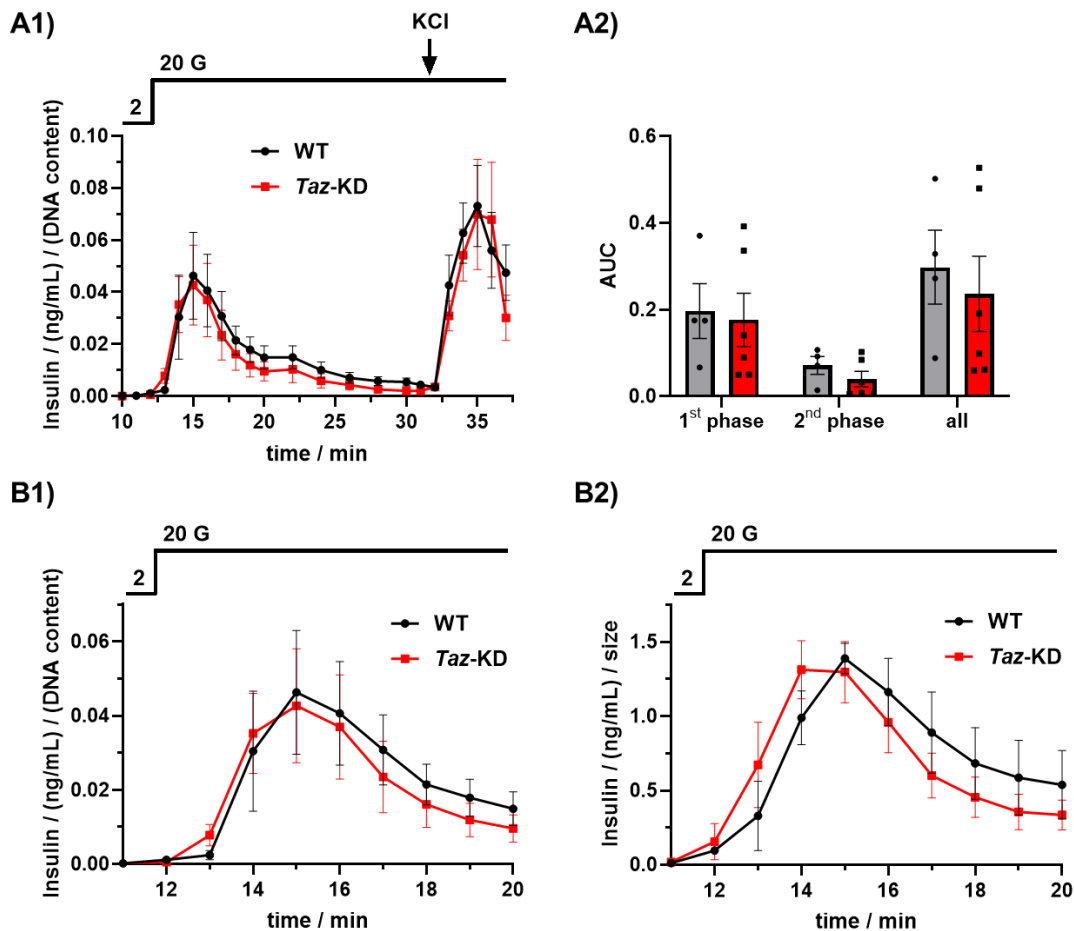 A1)
KCl
20 G
2
Insulin / (ng/mL) / (DNA content)
0.10
0.08
0.06
0.04
0.02
0.00
WT
Taz-KD
10 15 20 25 30 35
time / min
A2)
AUC
0.6
0.4
0.2
0.0
1st phase 2nd phase all
B1)
20 G
2
Insulin / (ng/mL) / (DNA content)
0.06
0.04
0.02
0.00
WT
Taz-KD
12 14 16 18 20
time / min
B2)
20 G
2
Insulin / (ng/mL) / size
1.5
1.0
0.5
0.0
WT
Taz-KD
12 14 16 18 20
time / min